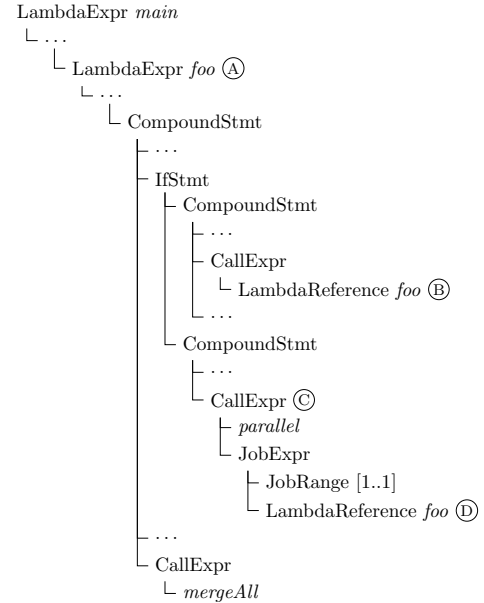 LambdaExpr main
...
LambdaExpr foo Ⓐ
...
CompoundStmt
...
IfStmt
CompoundStmt
...
CallExpr
LambdaReference foo Ⓑ
...
CompoundStmt
...
CallExpr Ⓒ
parallel
JobExpr
JobRange [1..1]
LambdaReference foo Ⓓ
...
CallExpr
mergeAll